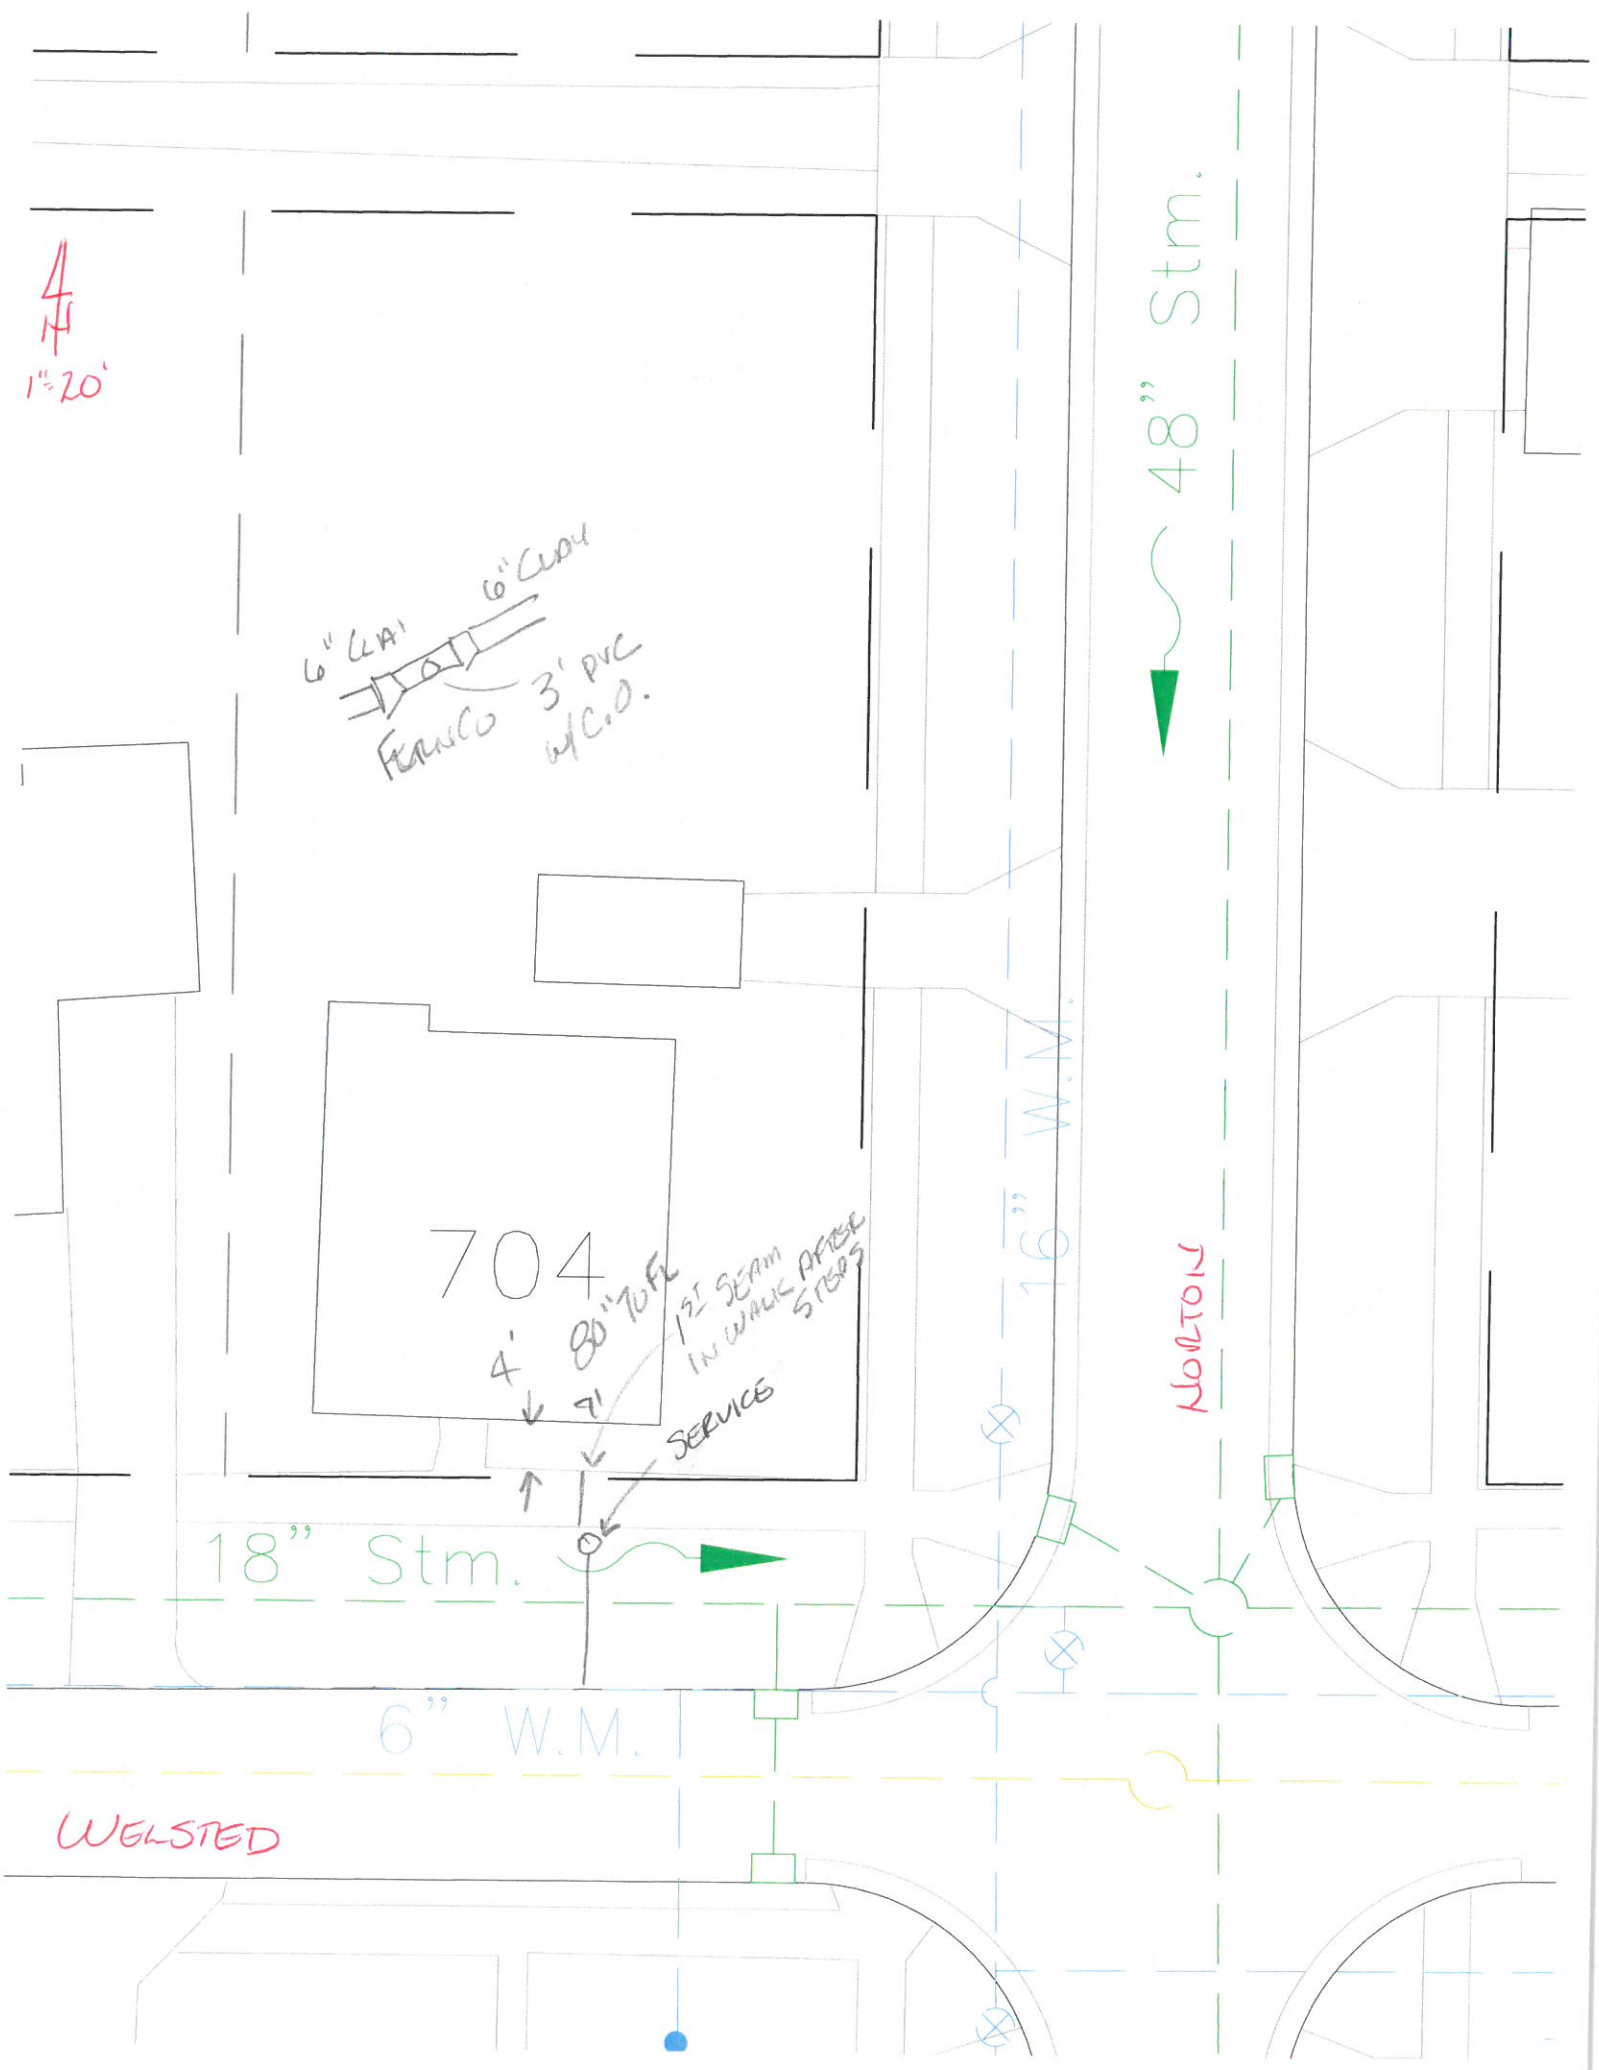 N
1"=20'
48" Stm.
6" CLAY
6" CLAY
FERNCO
3' PVC
W/C.O.
16" W.M.
704
4'
80" TO FL
7'
1ST SEAM
IN WALK AFTER
STEPS
SERVICE
NORTON
18" Stm.
6" W.M.
WELSTED